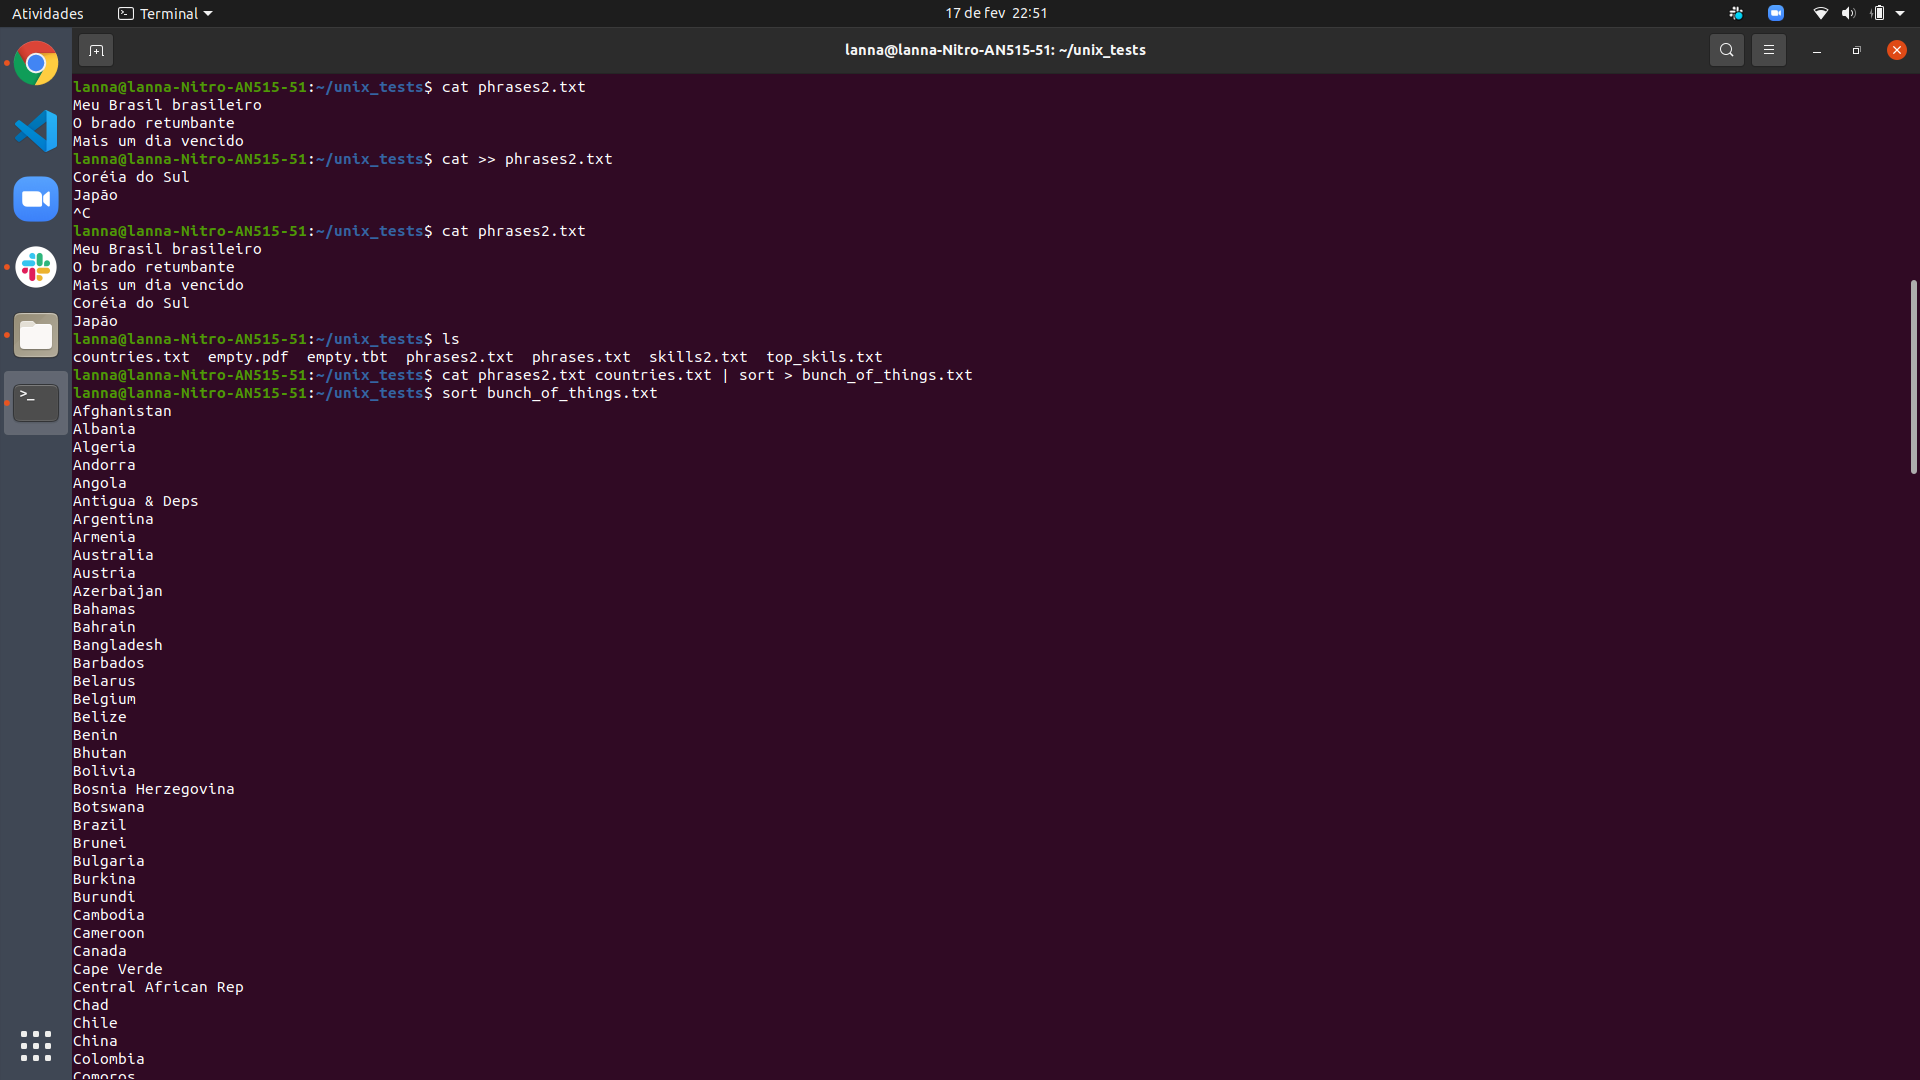 Atividades Terminal 17 de fev 22:51
lanna@lanna-Nitro-AN515-51: ~/unix_tests
lanna@lanna-Nitro-AN515-51:~/unix_tests$ cat phrases2.txt
Meu Brasil brasileiro
O brado retumbante
Mais um dia vencido
lanna@lanna-Nitro-AN515-51:~/unix_tests$ cat >> phrases2.txt
Coréia do Sul
Japão
^C
lanna@lanna-Nitro-AN515-51:~/unix_tests$ cat phrases2.txt
Meu Brasil brasileiro
O brado retumbante
Mais um dia vencido
Coréia do Sul
Japão
lanna@lanna-Nitro-AN515-51:~/unix_tests$ ls
countries.txt empty.pdf empty.tbt phrases2.txt phrases.txt skills2.txt top_skils.txt
lanna@lanna-Nitro-AN515-51:~/unix_tests$ cat phrases2.txt countries.txt | sort > bunch_of_things.txt
lanna@lanna-Nitro-AN515-51:~/unix_tests$ sort bunch_of_things.txt
Afghanistan
Albania
Algeria
Andorra
Angola
Antigua & Deps
Argentina
Armenia
Australia
Austria
Azerbaijan
Bahamas
Bahrain
Bangladesh
Barbados
Belarus
Belgium
Belize
Benin
Bhutan
Bolivia
Bosnia Herzegovina
Botswana
Brazil
Brunei
Bulgaria
Burkina
Burundi
Cambodia
Cameroon
Canada
Cape Verde
Central African Rep
Chad
Chile
China
Colombia
Comoros